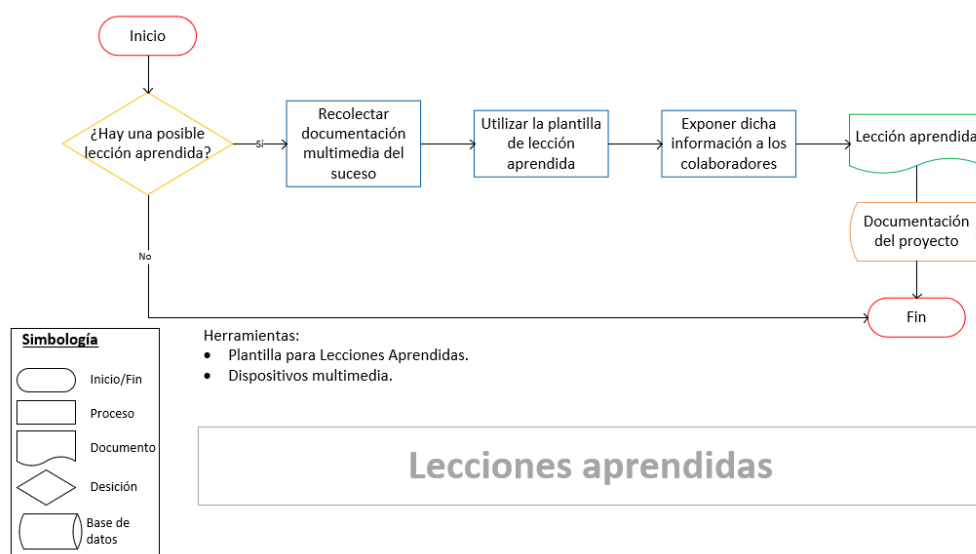 Inicio
¿Hay una posible
lección aprendida?
Sí
Recolectar
documentación
multimedia del
suceso
Utilizar la plantilla
de lección
aprendida
Exponer dicha
información a los
colaboradores
Lección aprendida
Documentación
del proyecto
No
Fin
Simbología
Inicio/Fin
Proceso
Documento
Desición
Base de
datos
Herramientas:
• Plantilla para Lecciones Aprendidas.
• Dispositivos multimedia.
Lecciones aprendidas